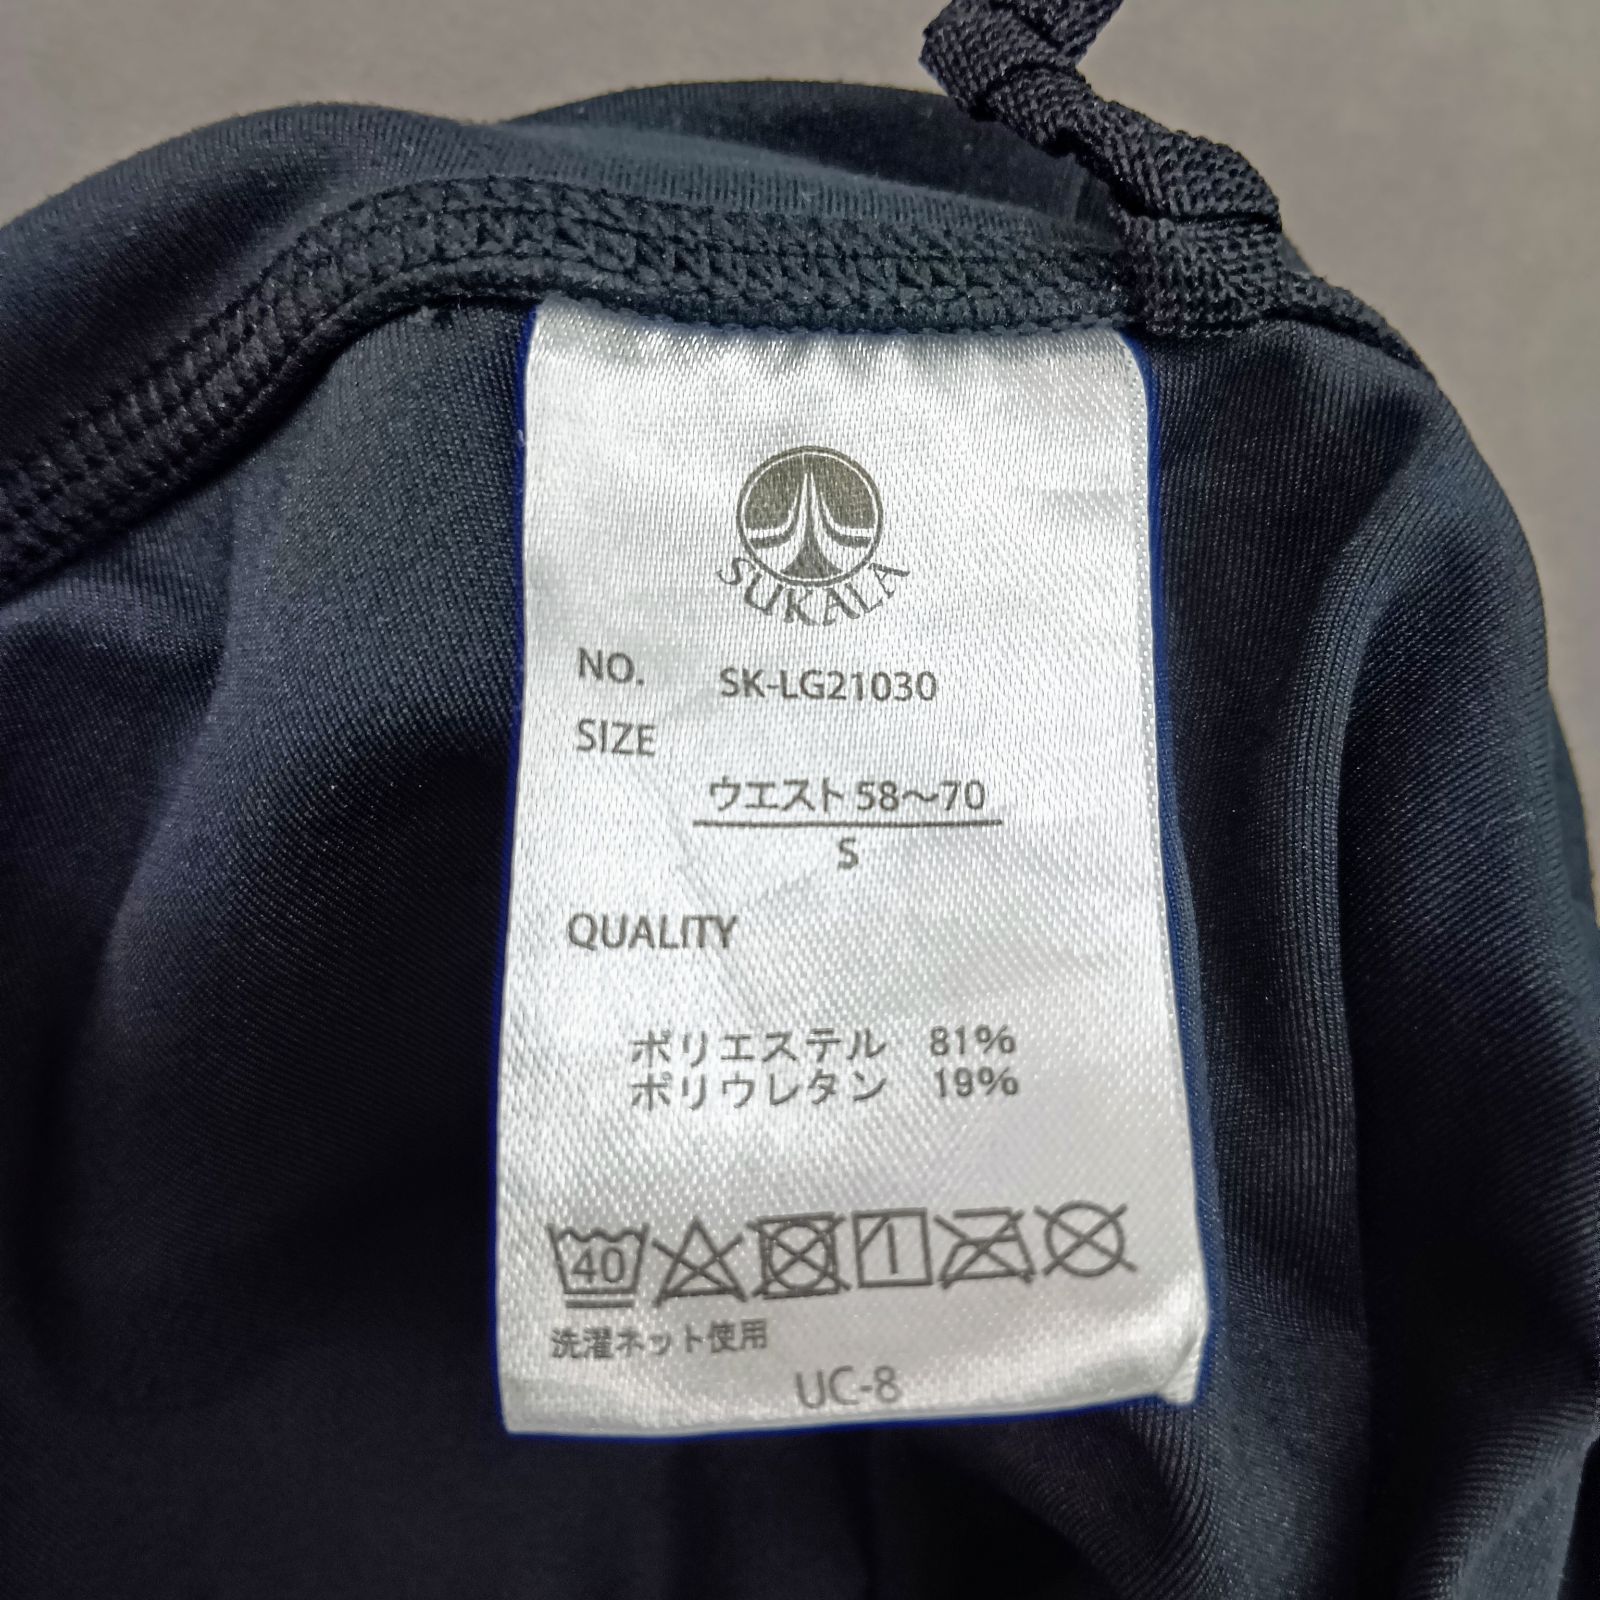 SUKALA
NO. SK-LG21030
SIZE
ウエスト58～70
S
QUALITY
ポリエステル 81%
ポリウレタン 19%
40
洗濯ネット使用
UC-8